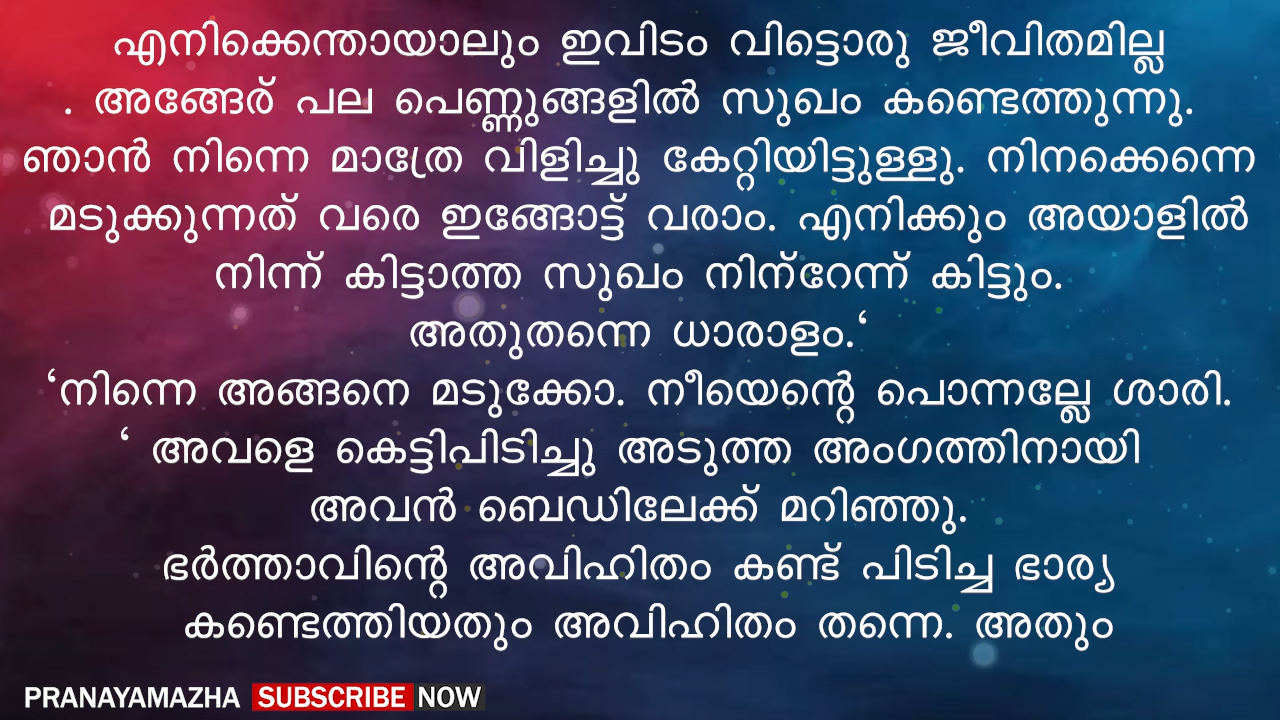 എനിക്കെന്തായാലും ഇവിടം വിട്ടൊരു ജീവിതമില്ല
. അങ്ങേര് പല പെണ്ണുങ്ങളിൽ സുഖം കണ്ടെത്തുന്നു.
ഞാൻ നിന്നെ മാത്രേ വിളിച്ചു കേറ്റിയിട്ടുള്ളു. നിനക്കെന്നെ
മടുക്കുന്നത് വരെ ഇങ്ങോട്ട് വരാം. എനിക്കും അയാളിൽ
നിന്ന് കിട്ടാത്ത സുഖം നിന്റേന്ന് കിട്ടും.
അതുതന്നെ ധാരാളം.‘
‘നിന്നെ അങ്ങനെ മടുക്കോ. നീയെന്റെ പൊന്നല്ലേ ശാരി.
‘ അവളെ കെട്ടിപിടിച്ചു അടുത്ത അംഗത്തിനായി
അവൻ ബെഡിലേക്ക് മറിഞ്ഞു.
ഭർത്താവിന്റെ അവിഹിതം കണ്ട് പിടിച്ച ഭാര്യ
കണ്ടെത്തിയതും അവിഹിതം തന്നെ. അതും
PRANAYAMAZHA SUBSCRIBE NOW